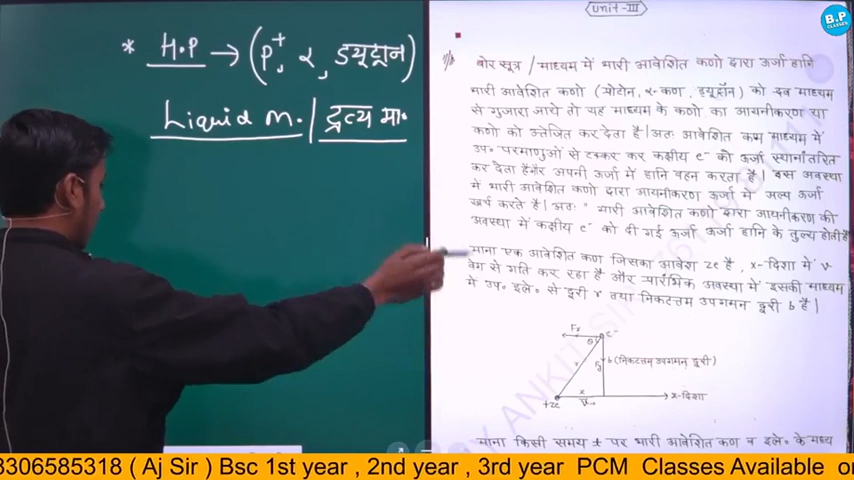 * H.P → (p⁺, α, ड्यूट्रान)
Liquid m. / द्रव्य मा॰
Unit-III
B.P
CLASSES
बोर सूत्र / माध्यम में भारी आवेशित कणो द्वारा ऊर्जा हानि
भारी आवेशित कणो (प्रोटोन, α-कण, ड्यूट्रॉन) को द्रव माध्यम
से गुजारा जाये तो यह माध्यम के कणो का आयनीकरण या
कणो को उत्तेजित कर देता है। अतः आवेशित कण माध्यम में
उप॰ परमाणुओं से टक्कर कर कक्षीय e⁻ को ऊर्जा स्थानांतरित
कर देता है और अपनी ऊर्जा में हानि वहन करता है। इस अवस्था
में भारी आवेशित कणो द्वारा आयनीकरण ऊर्जा में अल्प ऊर्जा
खर्च करते है। अतः " भारी आवेशित कणो द्वारा आयनीकरण की
अवस्था में कक्षीय e⁻ को दी गई ऊर्जा ऊर्जा हानि के तुल्य होती है
माना एक आवेशित कण जिसका आवेश ze है, x-दिशा में v
वेग से गति कर रहा है और प्रारंभिक अवस्था में इसकी माध्यम
में उप॰ इले॰ से दूरी r तथा निकटतम उपगमन दूरी b है।
Fx
e⁻
θ
r
Fy
b (निकटतम उपगमन दूरी)
x
+ze
v
x-दिशा
माना किसी समय t पर भारी आवेशित कण व इले॰ के मध्य
8306585318 ( Aj Sir ) Bsc 1st year , 2nd year , 3rd year PCM Classes Available